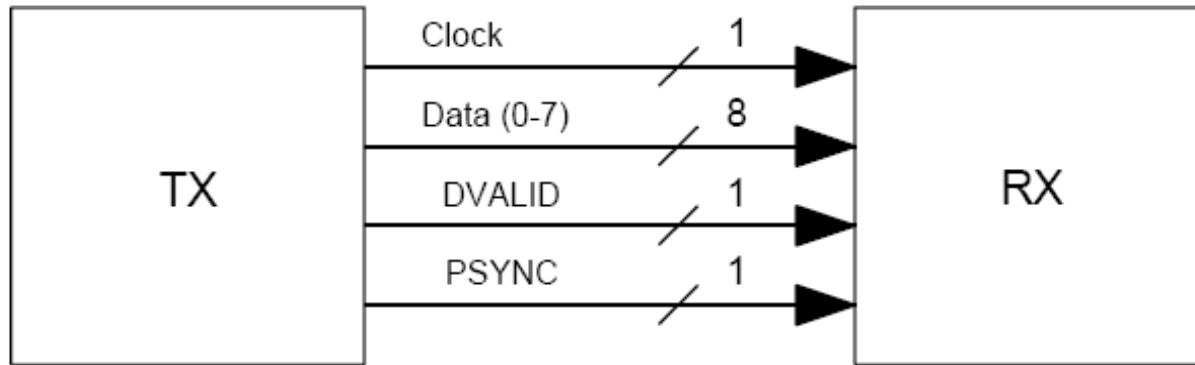 TX
Clock 1
Data (0-7) 8
DVALID 1
PSYNC 1
RX